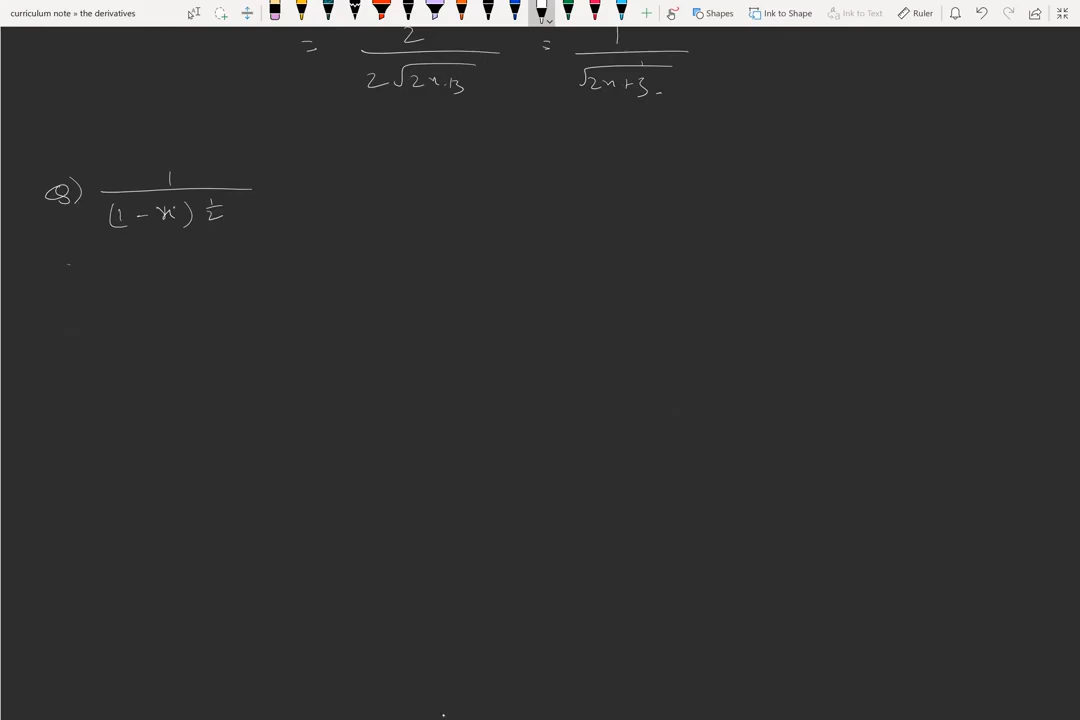 curriculum note » the derivatives
Shapes Ink to Shape Ink to Text Ruler
= 2 / 2√2x+3 = 1 / √2x+3
Q) 1 / (1 - x)^1/2